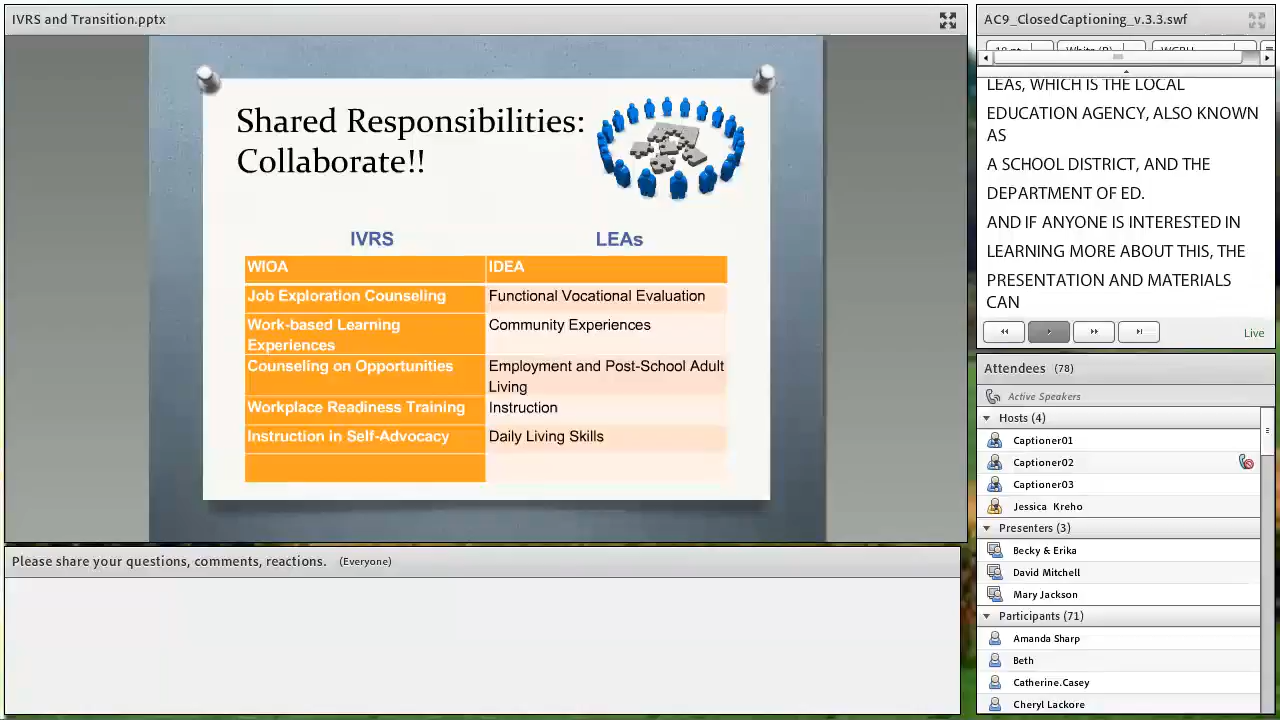 IVRS and Transition.pptx
Shared Responsibilities:
Collaborate!!
IVRS
LEAs
WIOA
IDEA
Job Exploration Counseling
Functional Vocational Evaluation
Work-based Learning
Experiences
Community Experiences
Counseling on Opportunities
Employment and Post-School Adult
Living
Workplace Readiness Training
Instruction
Instruction in Self-Advocacy
Daily Living Skills
Please share your questions, comments, reactions. (Everyone)
AC9_ClosedCaptioning_v.3.3.swf
LEAs, WHICH IS THE LOCAL
EDUCATION AGENCY, ALSO KNOWN
AS
A SCHOOL DISTRICT, AND THE
DEPARTMENT OF ED.
AND IF ANYONE IS INTERESTED IN
LEARNING MORE ABOUT THIS, THE
PRESENTATION AND MATERIALS
CAN
Live
Attendees (78)
Active Speakers
Hosts (4)
Captioner01
Captioner02
Captioner03
Jessica Kreho
Presenters (3)
Becky & Erika
David Mitchell
Mary Jackson
Participants (71)
Amanda Sharp
Beth
Catherine.Casey
Cheryl Lackore